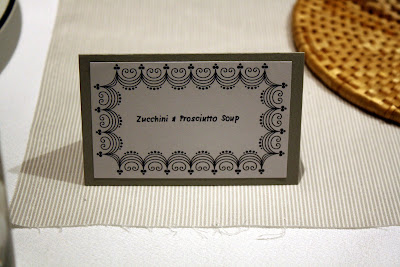 Zucchini & Prosciutto Soup